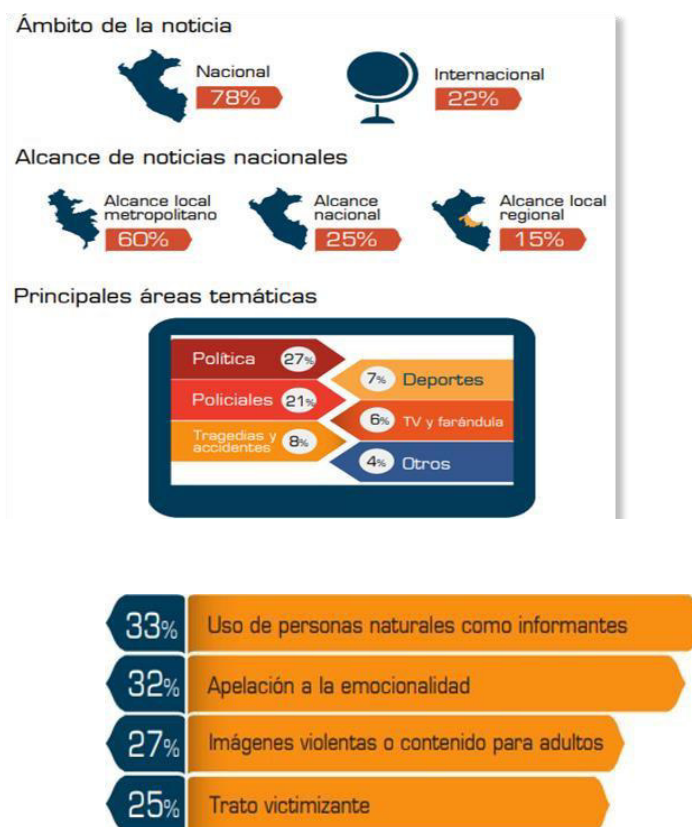 Ámbito de la noticia
Nacional
78%
Internacional
22%
Alcance de noticias nacionales
Alcance local
metropolitano
60%
Alcance
nacional
25%
Alcance local
regional
15%
Principales áreas temáticas
Política 27%
7% Deportes
Policiales 21%
6% TV y farándula
Tragedias y
accidentes 8%
4% Otros
33% Uso de personas naturales como informantes
32% Apelación a la emocionalidad
27% Imágenes violentas o contenido para adultos
25% Trato victimizante